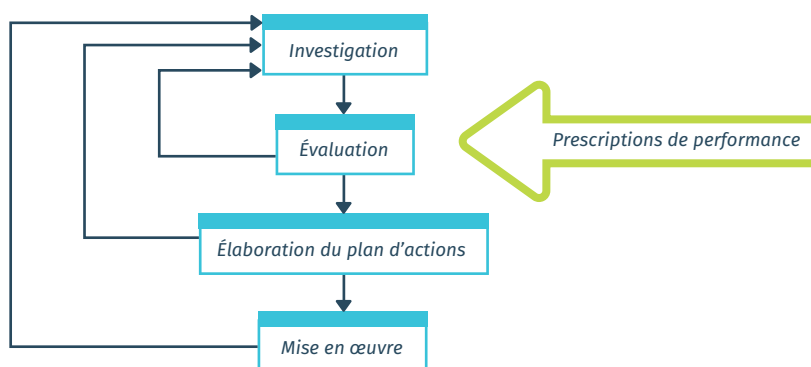 Investigation
Évaluation
Prescriptions de performance
Élaboration du plan d’actions
Mise en œuvre